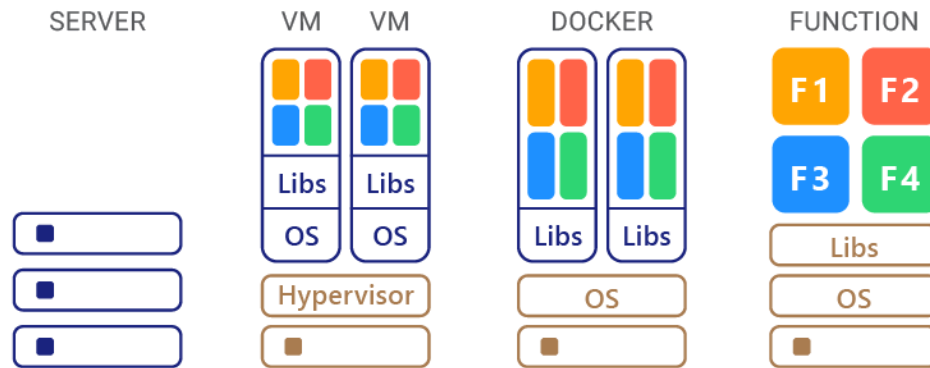 SERVER
VM VM
DOCKER
FUNCTION
Libs Libs
OS OS
Hypervisor
Libs Libs
OS
F1 F2
F3 F4
Libs
OS